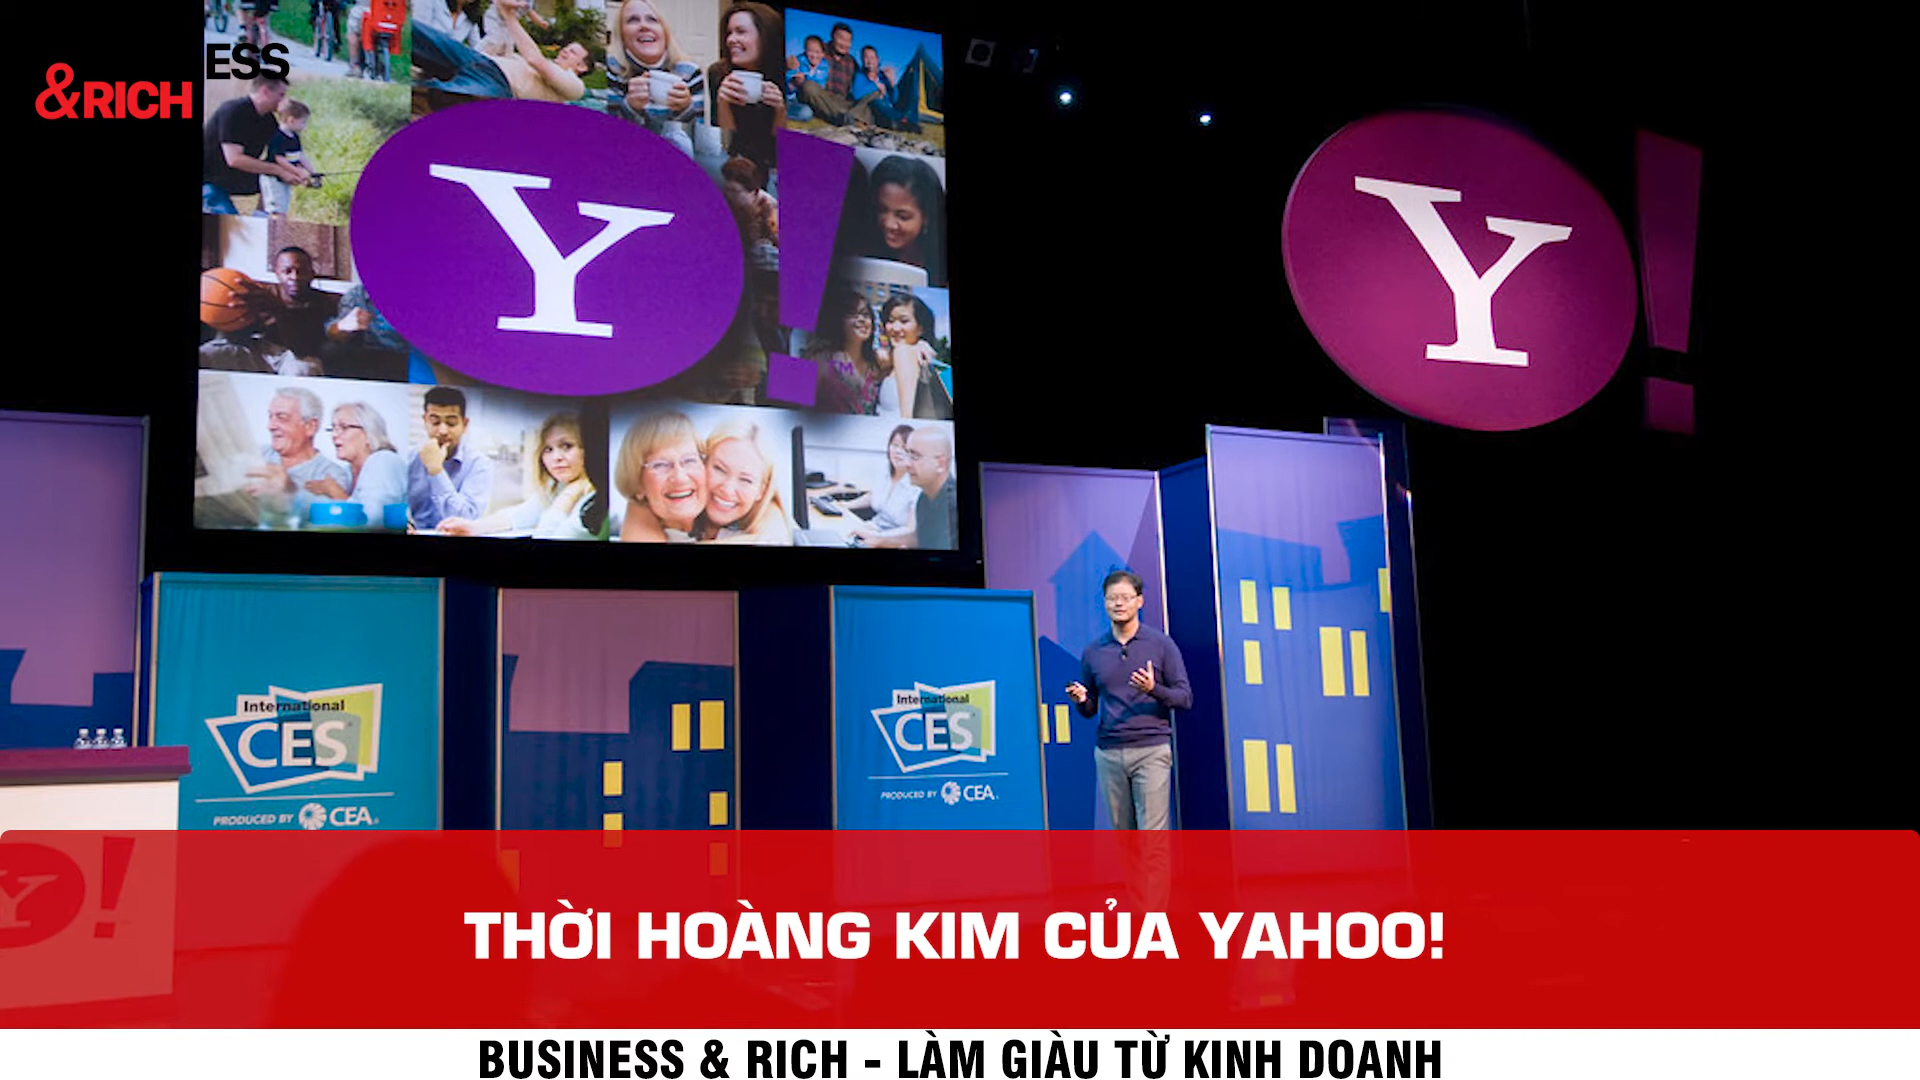 ESS
&RICH
Y!
Y!
International
CES
PRODUCED BY CEA
International
CES
PRODUCED BY CEA
Y!
THỜI HOÀNG KIM CỦA YAHOO!
BUSINESS & RICH - LÀM GIÀU TỪ KINH DOANH